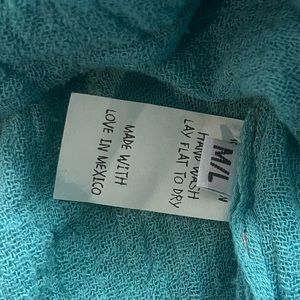 M/L
HAND WASH
LAY FLAT TO DRY
MADE WITH
LOVE IN MEXICO